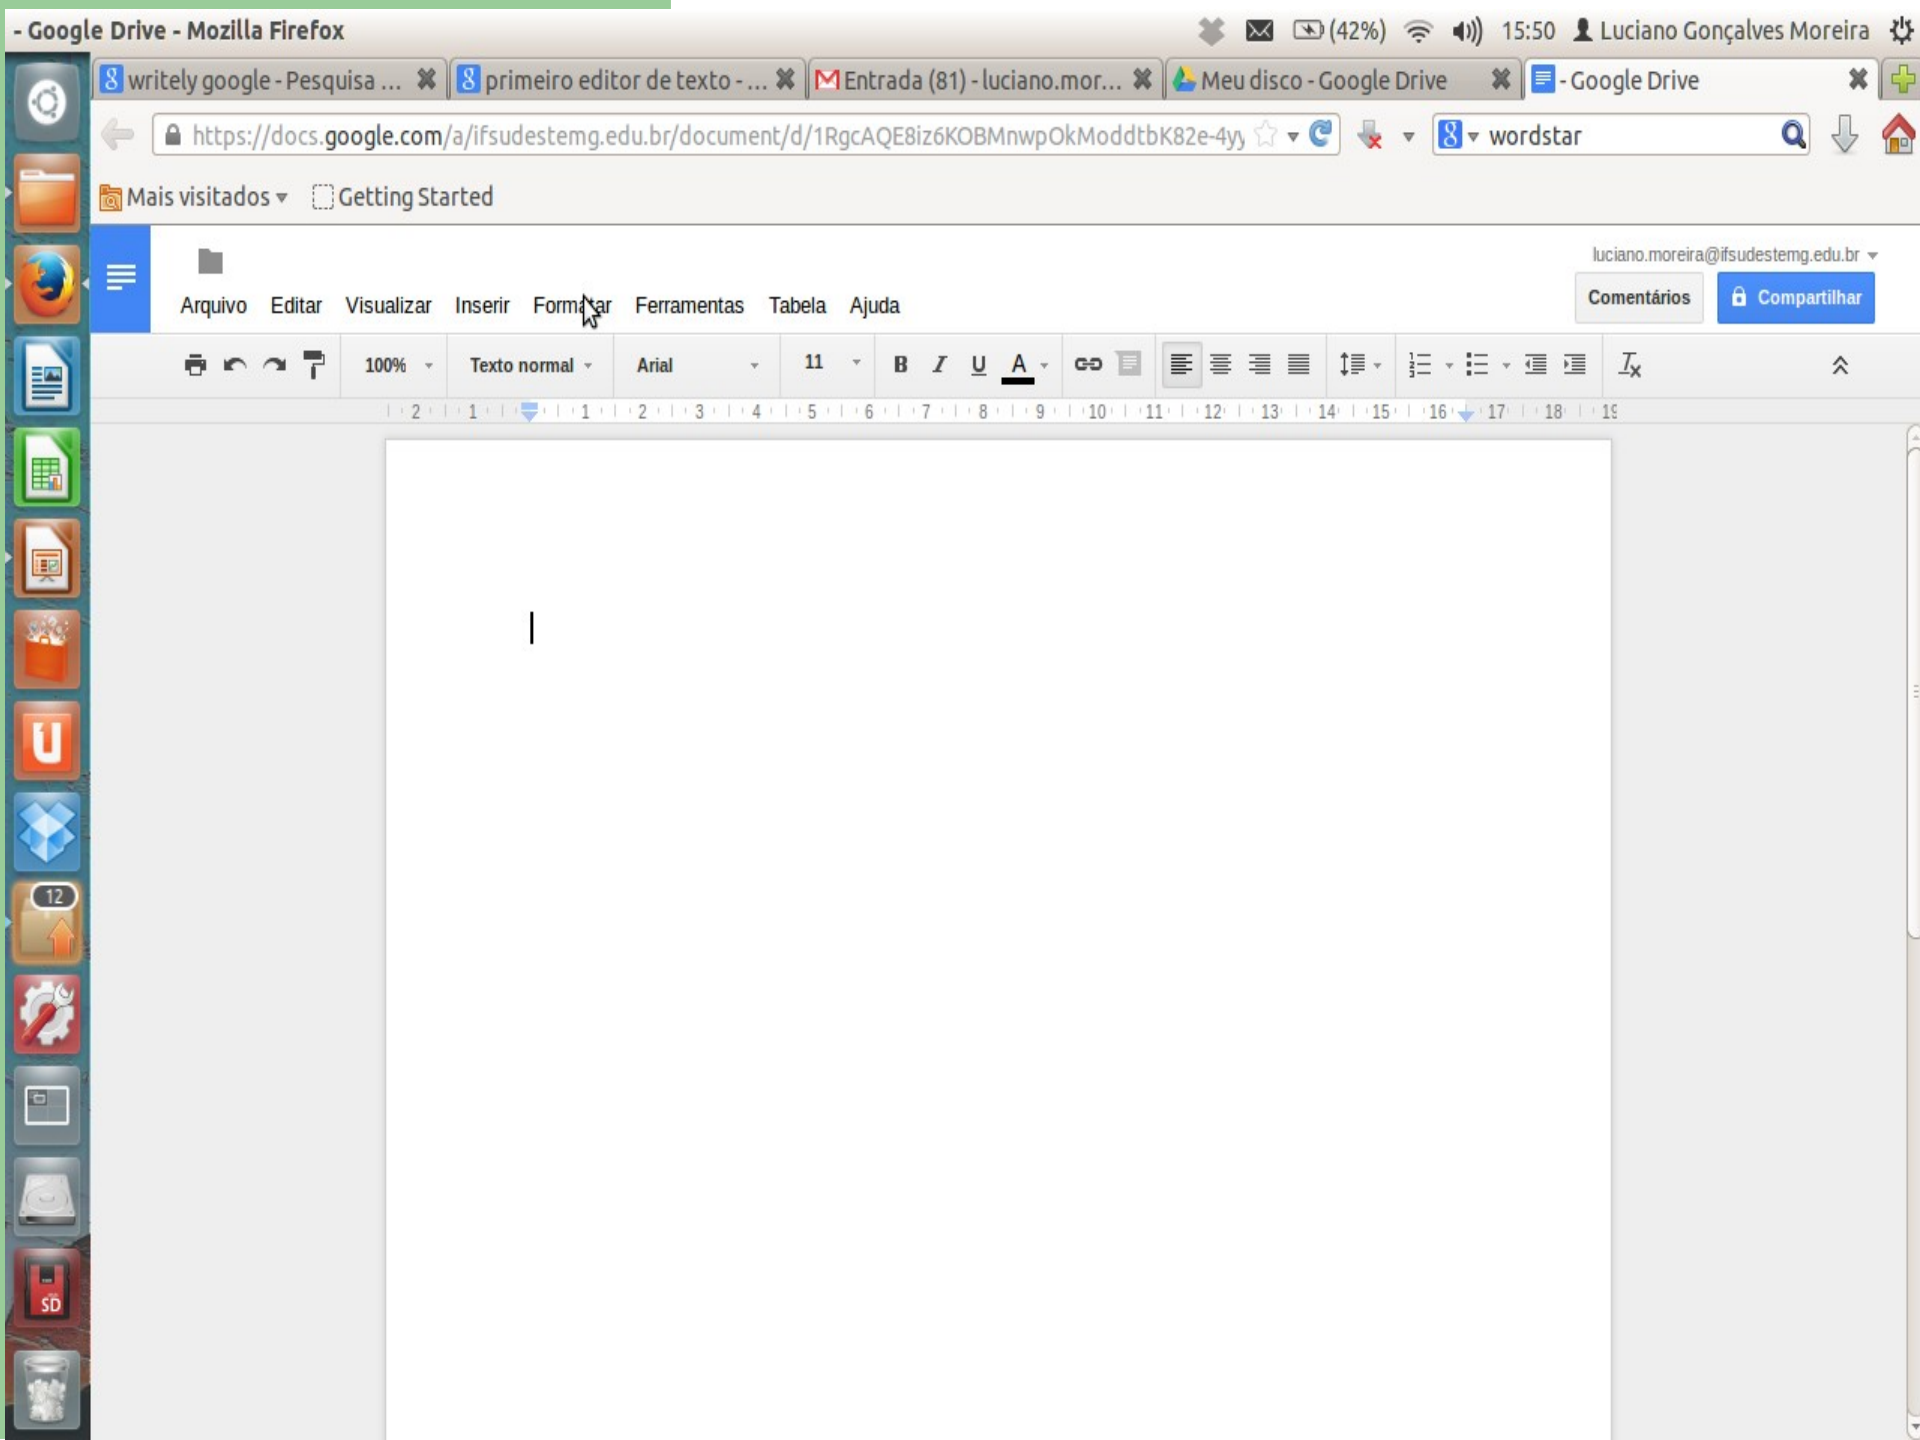 - Google Drive - Mozilla Firefox (42%) 15:50 Luciano Gonçalves Moreira
writely google - Pesquisa ... primeiro editor de texto - ... Entrada (81) - luciano.mor... Meu disco - Google Drive - Google Drive
https://docs.google.com/a/ifsudestemg.edu.br/document/d/1RgcAQE8iz6KOBMnwpOkModdtbK82e-4yy wordstar
Mais visitados Getting Started
luciano.moreira@ifsudestemg.edu.br
Arquivo Editar Visualizar Inserir Formatar Ferramentas Tabela Ajuda Comentários Compartilhar
100% Texto normal Arial 11 B I U A
2 1 1 2 3 4 5 6 7 8 9 10 11 12 13 14 15 16 17 18 19
12
SD